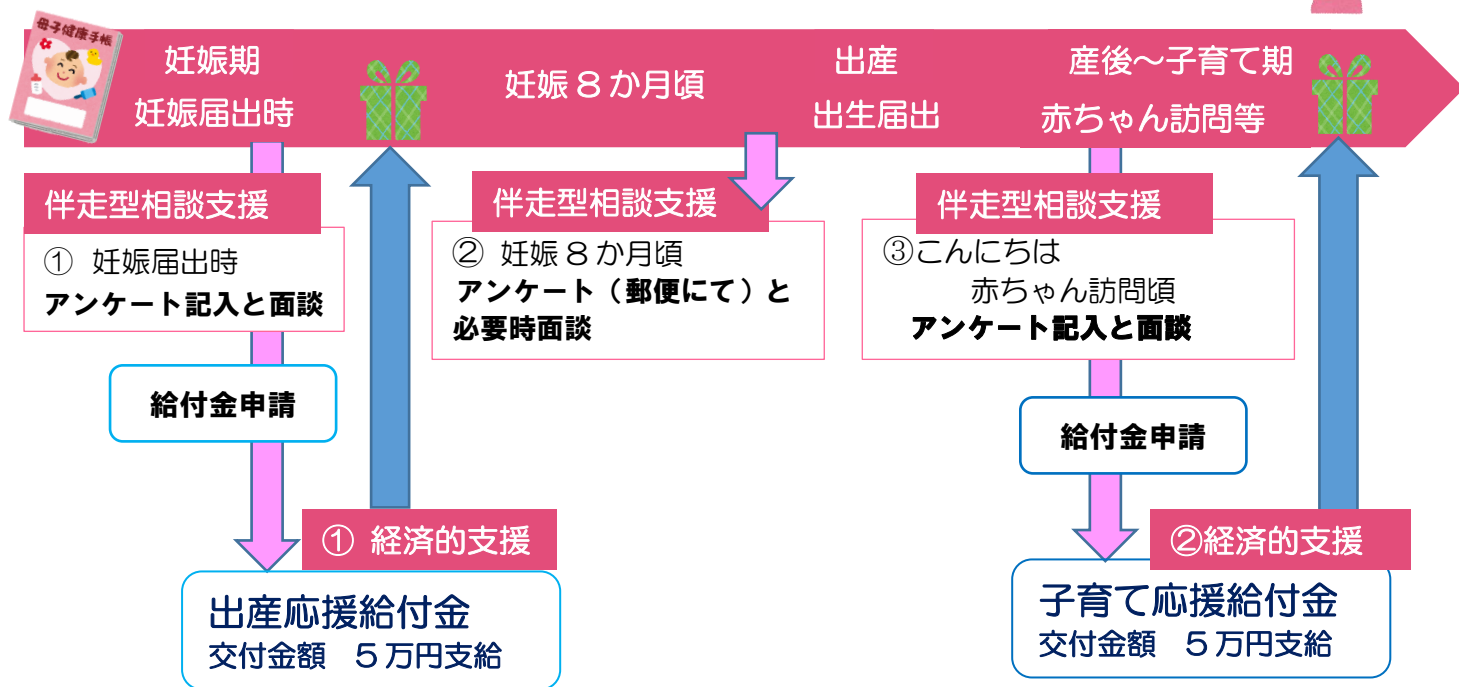 母子健康手帳
妊娠期
妊娠届出時
妊娠８か月頃
出産
出生届出
産後～子育て期
赤ちゃん訪問等
伴走型相談支援
① 妊娠届出時
アンケート記入と面談
伴走型相談支援
② 妊娠８か月頃
アンケート（郵便にて）と
必要時面談
伴走型相談支援
③こんにちは
赤ちゃん訪問頃
アンケート記入と面談
給付金申請
給付金申請
① 経済的支援
出産応援給付金
交付金額　５万円支給
②経済的支援
子育て応援給付金
交付金額　５万円支給